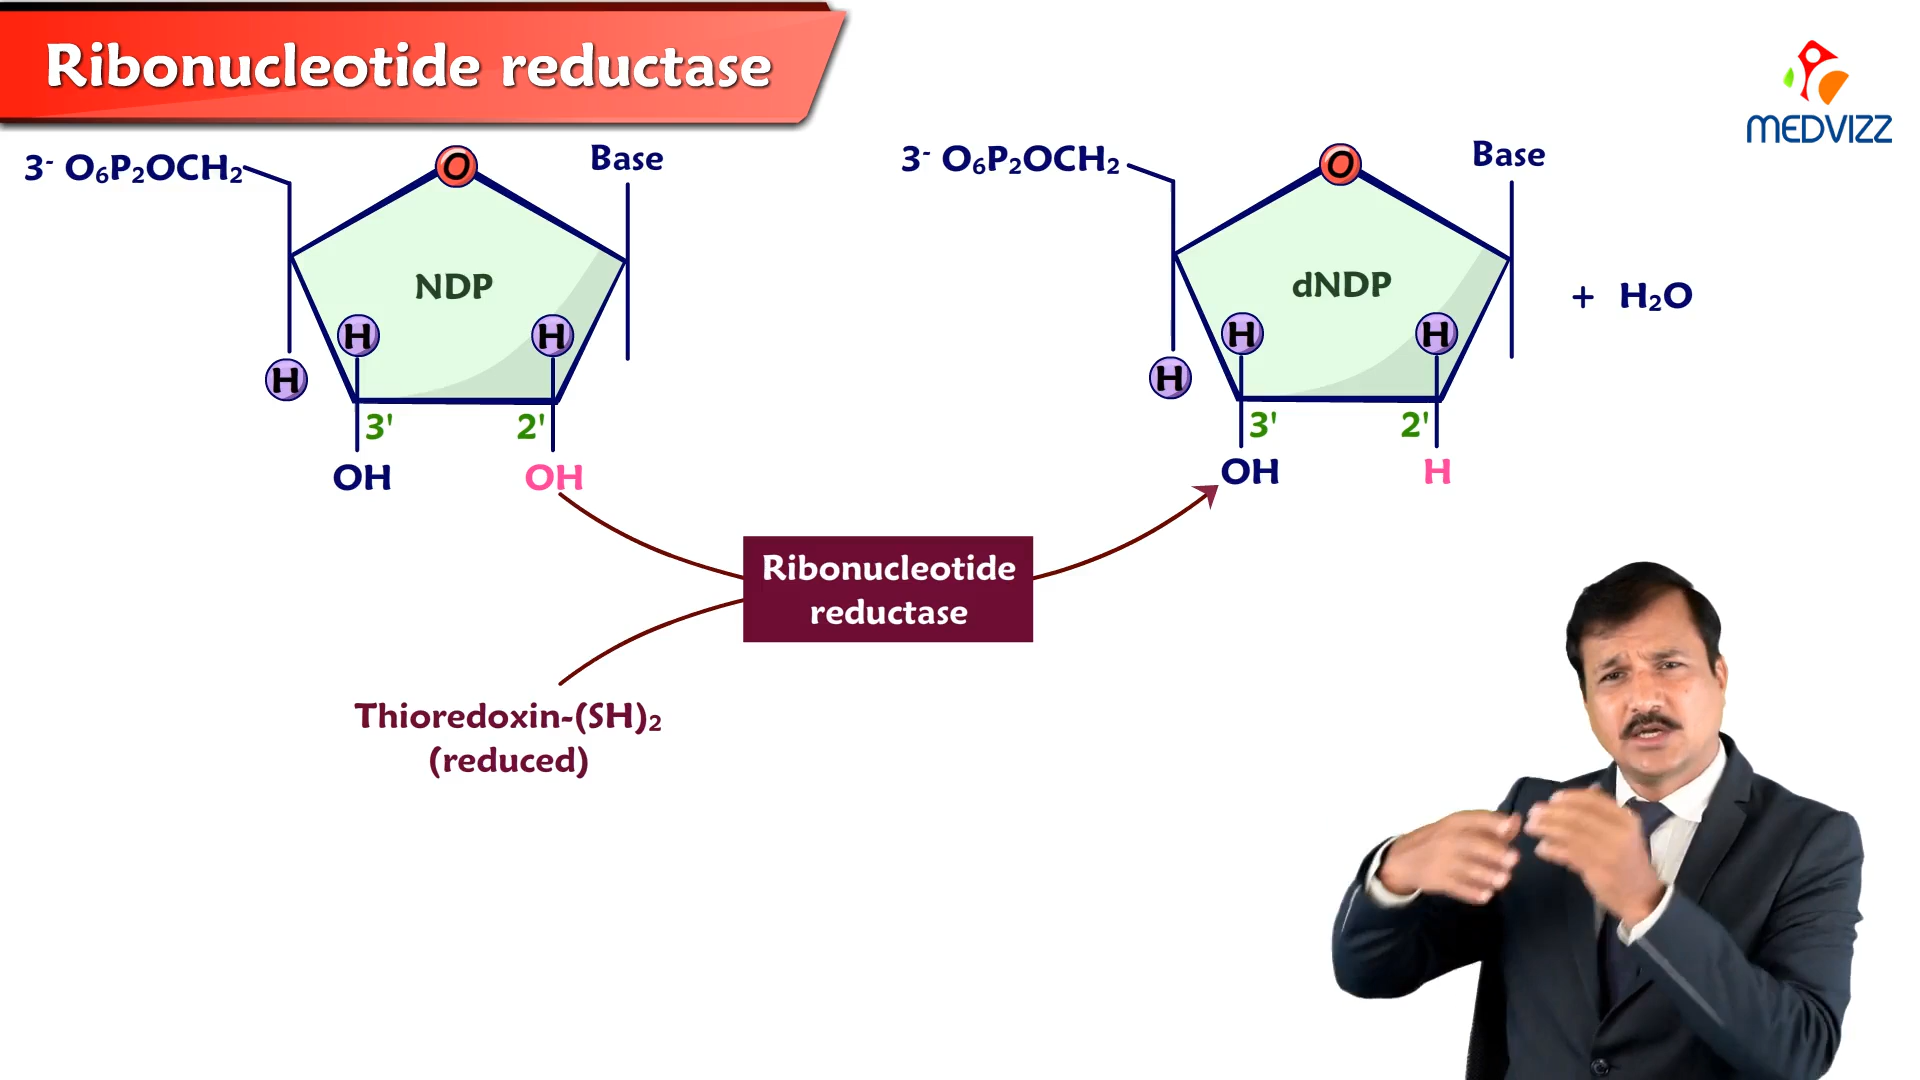 Ribonucleotide reductase
MEDVIZZ
3- O₆P₂OCH₂
O
Base
NDP
H
H
H
3'
2'
OH
OH
3- O₆P₂OCH₂
O
Base
dNDP
+ H₂O
H
H
H
3'
2'
OH
H
Ribonucleotide
reductase
Thioredoxin-(SH)₂
(reduced)